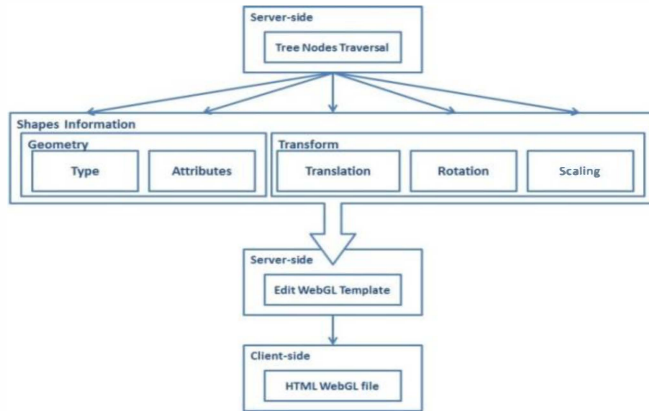 Server-side
Tree Nodes Traversal
Shapes Information
Geometry
Type
Attributes
Transform
Translation
Rotation
Scaling
Server-side
Edit WebGL Template
Client-side
HTML WebGL file